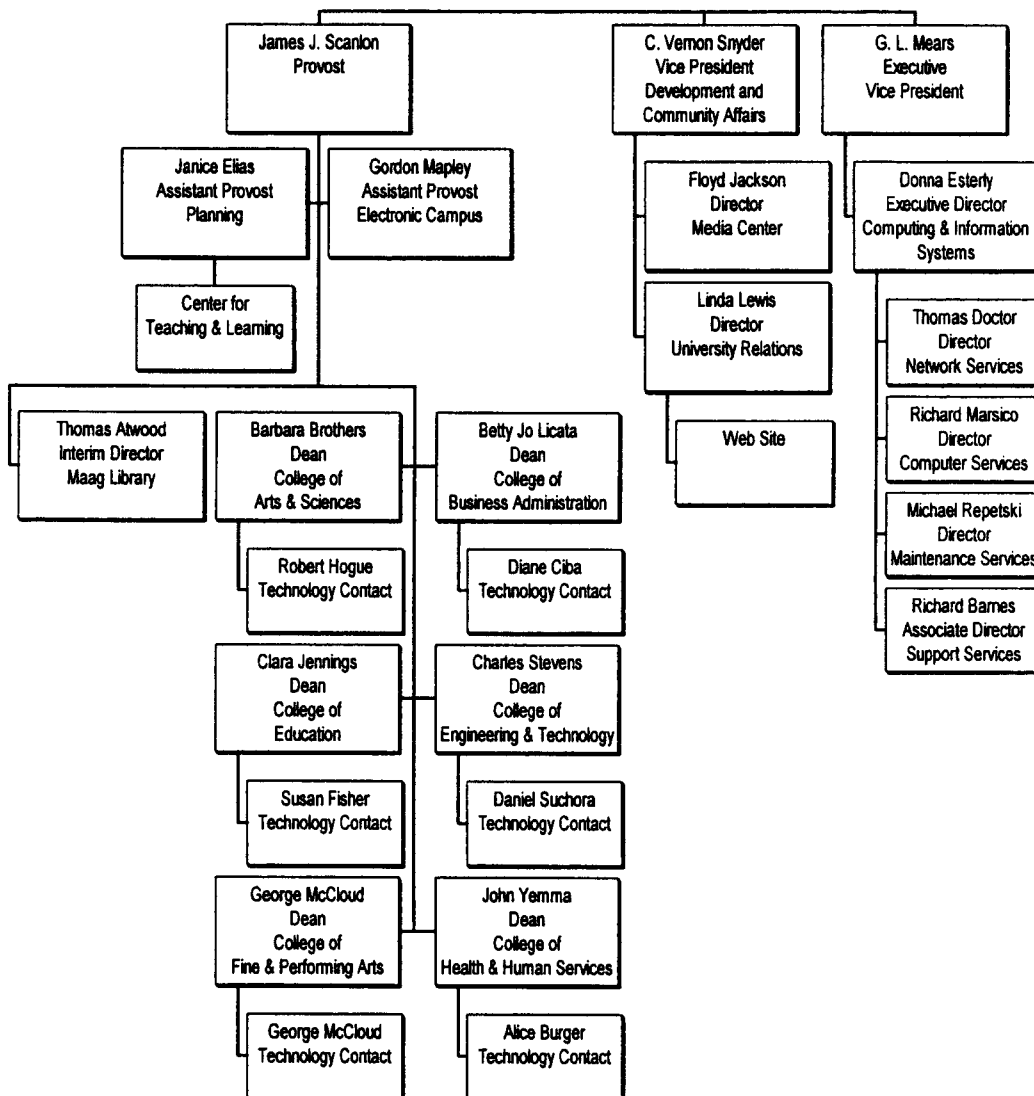 James J. Scanlon
Provost
C. Vernon Snyder
Vice President
Development and
Community Affairs
G. L. Mears
Executive
Vice President
Janice Elias
Assistant Provost
Planning
Gordon Mapley
Assistant Provost
Electronic Campus
Floyd Jackson
Director
Media Center
Donna Esterly
Executive Director
Computing & Information
Systems
Center for
Teaching & Learning
Linda Lewis
Director
University Relations
Thomas Doctor
Director
Network Services
Thomas Atwood
Interim Director
Maag Library
Barbara Brothers
Dean
College of
Arts & Sciences
Betty Jo Licata
Dean
College of
Business Administration
Web Site
Richard Marsico
Director
Computer Services
Michael Repetski
Director
Maintenance Services
Robert Hogue
Technology Contact
Diane Ciba
Technology Contact
Richard Barnes
Associate Director
Support Services
Clara Jennings
Dean
College of
Education
Charles Stevens
Dean
College of
Engineering & Technology
Susan Fisher
Technology Contact
Daniel Suchora
Technology Contact
George McCloud
Dean
College of
Fine & Performing Arts
John Yemma
Dean
College of
Health & Human Services
George McCloud
Technology Contact
Alice Burger
Technology Contact